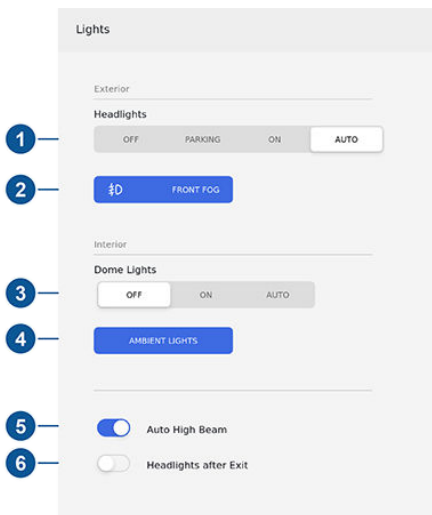 Lights
Exterior
Headlights
1 OFF PARKING ON AUTO
2 FRONT FOG
Interior
Dome Lights
3 OFF ON AUTO
4 AMBIENT LIGHTS
5 Auto High Beam
6 Headlights after Exit